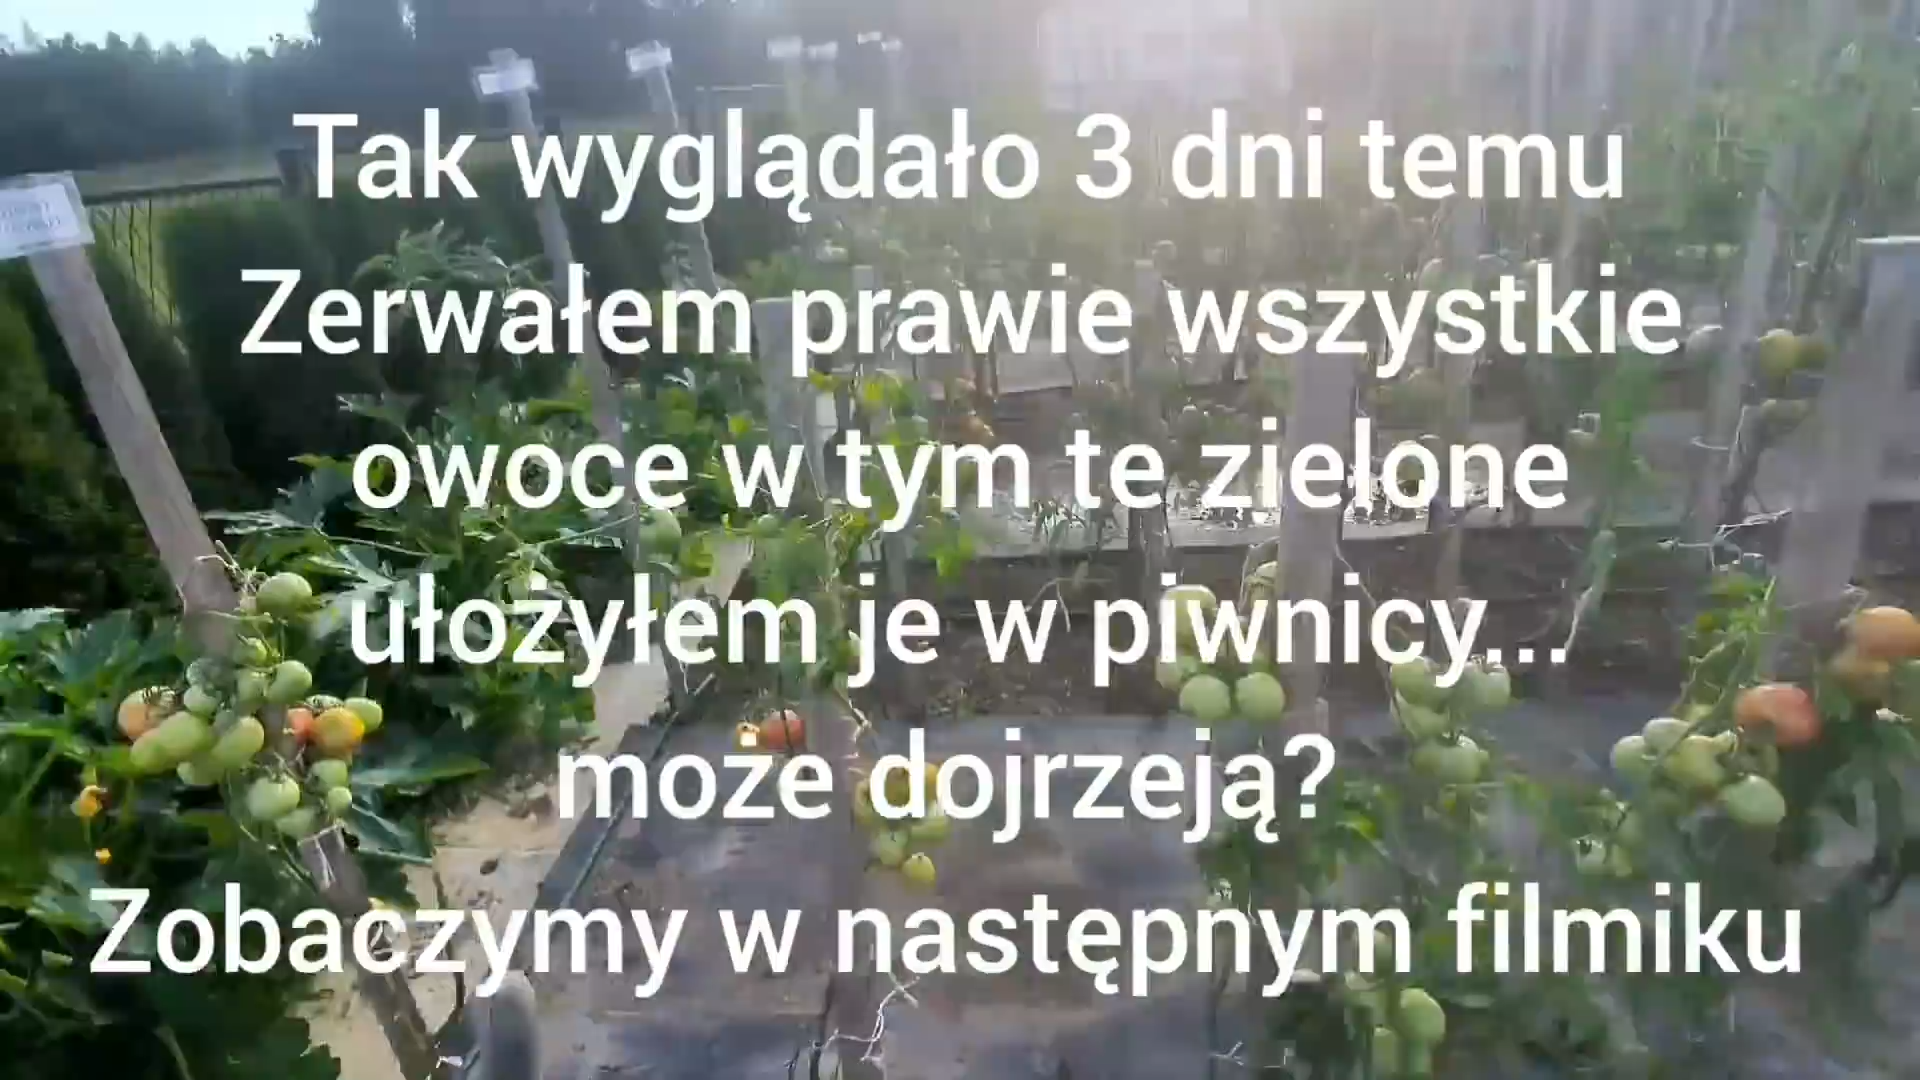 Tak wyglądało 3 dni temu
Zerwałem prawie wszystkie
owoce w tym te zielone
ułożyłem je w piwnicy...
może dojrzeją?
Zobaczymy w następnym filmiku